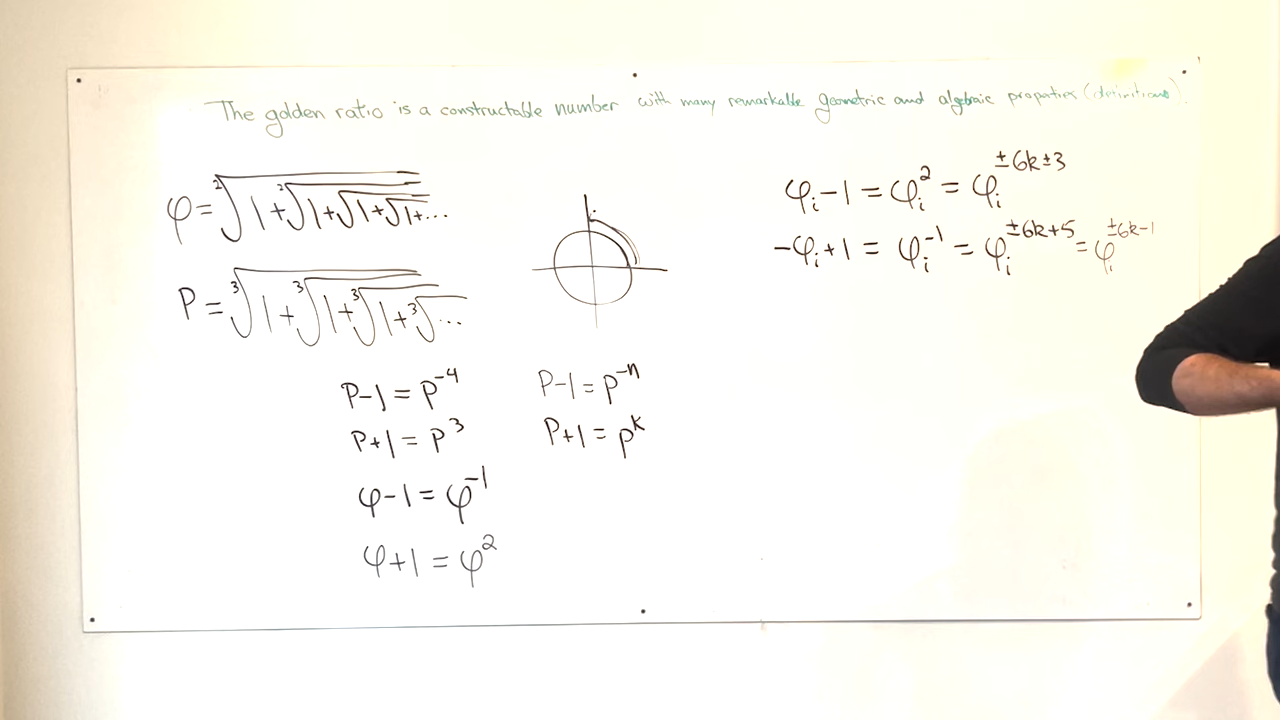 The golden ratio is a constructable number with many remarkable geometric and algebraic properties (definitions).
φ = ²√1+²√1+√1+√1+...
P = ³√1+³√1+³√1+³√...
P-1 = P⁻⁴
P+1 = P³
φ-1 = φ⁻¹
φ+1 = φ²
P-1 = P⁻ⁿ
P+1 = Pᵏ
φᵢ-1 = φᵢ² = φᵢ^±6k±3
-φᵢ+1 = φᵢ⁻¹ = φᵢ^±6k+5 = φᵢ^±6k-1